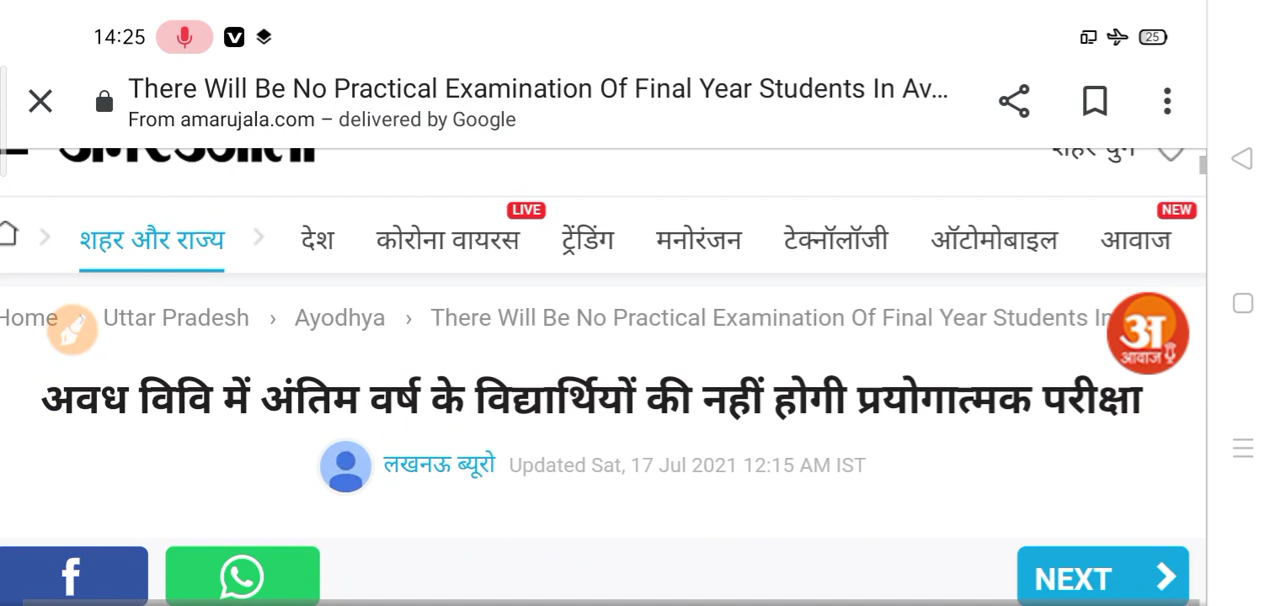 14:25
25
There Will Be No Practical Examination Of Final Year Students In Av...
From amarujala.com – delivered by Google
शहर चुनें
LIVE
NEW
शहर और राज्य
देश
कोरोना वायरस
ट्रेंडिंग
मनोरंजन
टेक्नॉलॉजी
ऑटोमोबाइल
आवाज
Home › Uttar Pradesh › Ayodhya › There Will Be No Practical Examination Of Final Year Students In
अ
आवाज
अवध विवि में अंतिम वर्ष के विद्यार्थियों की नहीं होगी प्रयोगात्मक परीक्षा
लखनऊ ब्यूरो Updated Sat, 17 Jul 2021 12:15 AM IST
NEXT